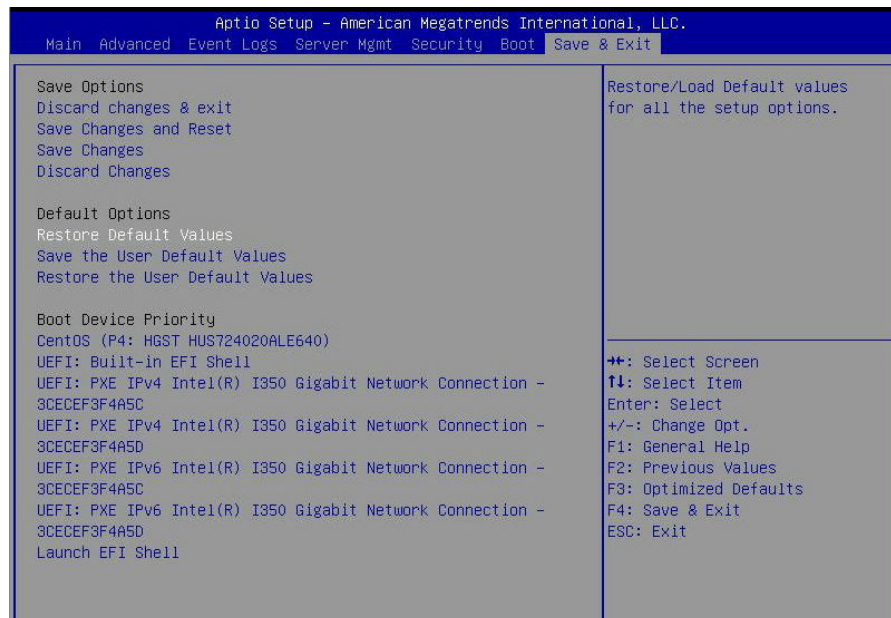 Aptio Setup – American Megatrends International, LLC.
Main Advanced Event Logs Server Mgmt Security Boot Save & Exit
Save Options
Discard changes & exit
Save Changes and Reset
Save Changes
Discard Changes
Default Options
Restore Default Values
Save the User Default Values
Restore the User Default Values
Boot Device Priority
CentOS (P4: HGST HUS724020ALE640)
UEFI: Built-in EFI Shell
UEFI: PXE IPv4 Intel(R) I350 Gigabit Network Connection –
3CECEF3F4A5C
UEFI: PXE IPv4 Intel(R) I350 Gigabit Network Connection –
3CECEF3F4A5D
UEFI: PXE IPv6 Intel(R) I350 Gigabit Network Connection –
3CECEF3F4A5C
UEFI: PXE IPv6 Intel(R) I350 Gigabit Network Connection –
3CECEF3F4A5D
Launch EFI Shell
Restore/Load Default values
for all the setup options.
→←: Select Screen
↑↓: Select Item
Enter: Select
+/-: Change Opt.
F1: General Help
F2: Previous Values
F3: Optimized Defaults
F4: Save & Exit
ESC: Exit